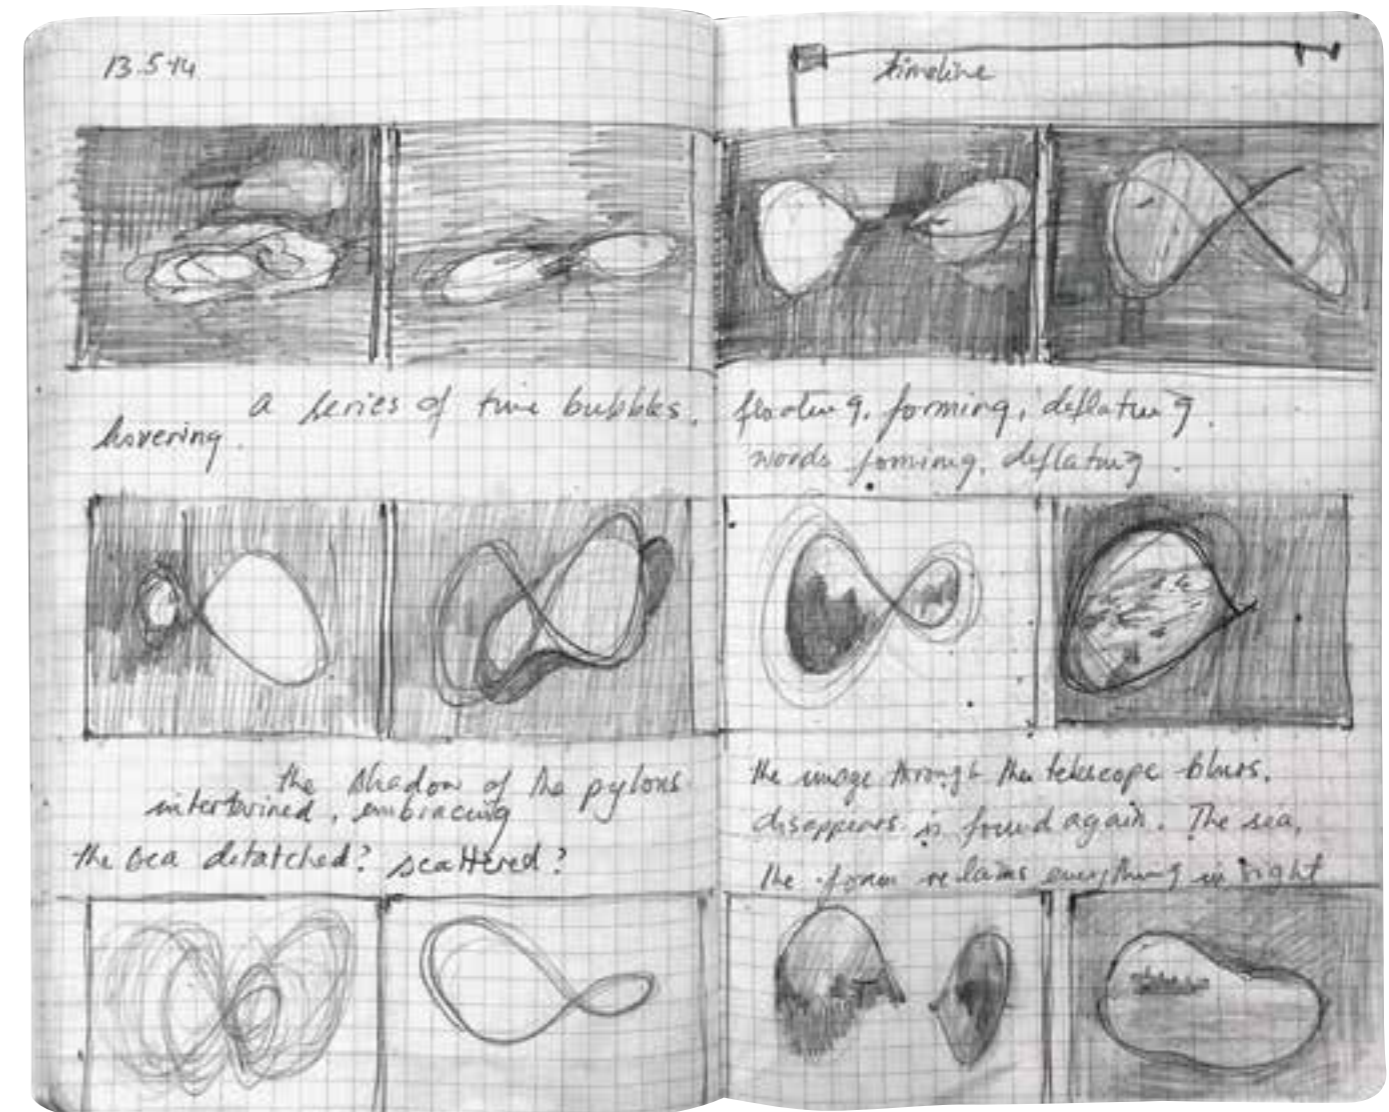 13.5.14
timeline
a series of time bubbles,
hovering.
floating, forming, deflating.
words forming, deflating.
the shadow of the pylons
intertwined, embracing
the sea detatched? scattered?
the image through the telescope blurs,
disappears is found again. The sea,
the foam reclaims everything in sight